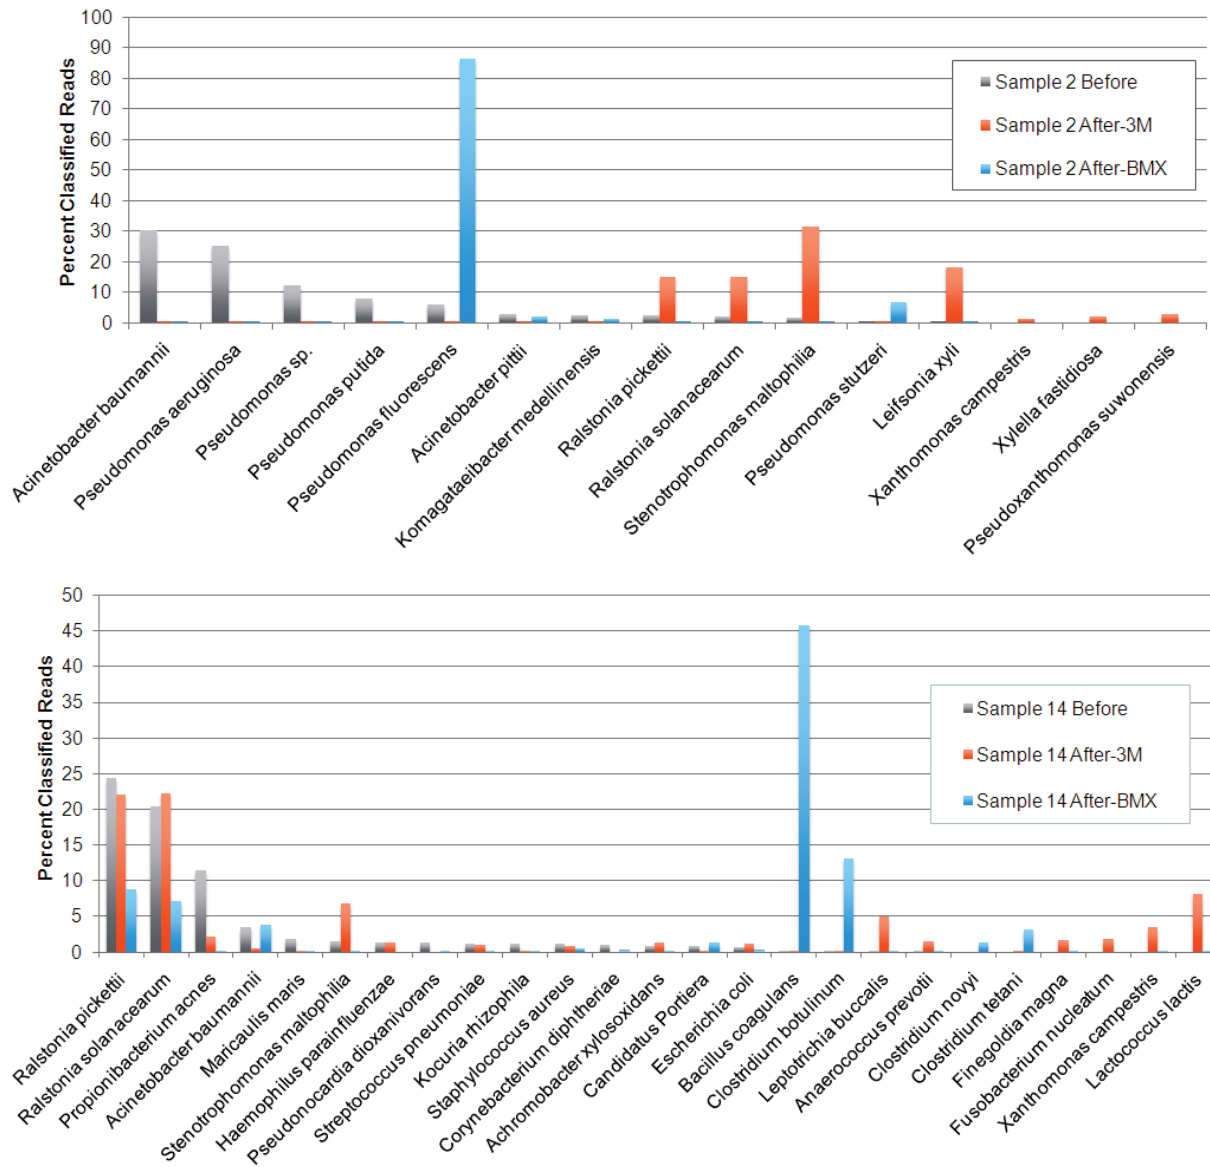 100
90
80
70
60
50
40
30
20
10
0
Percent Classified Reads
Sample 2 Before
Sample 2 After-3M
Sample 2 After-BMX
Acinetobacter baumannii
Pseudomonas aeruginosa
Pseudomonas sp.
Pseudomonas putida
Pseudomonas fluorescens
Acinetobacter pittii
Komagataeibacter medellinensis
Ralstonia pickettii
Ralstonia solanacearum
Stenotrophomonas maltophilia
Pseudomonas stutzeri
Leifsonia xyli
Xanthomonas campestris
Xylella fastidiosa
Pseudoxanthomonas suwonensis
50
45
40
35
30
25
20
15
10
5
0
Percent Classified Reads
Sample 14 Before
Sample 14 After-3M
Sample 14 After-BMX
Ralstonia pickettii
Ralstonia solanacearum
Propionibacterium acnes
Acinetobacter baumannii
Maricaulis maris
Stenotrophomonas maltophilia
Haemophilus parainfluenzae
Pseudonocardia dioxanivorans
Streptococcus pneumoniae
Kocuria rhizophila
Staphylococcus aureus
Corynebacterium diphtheriae
Achromobacter xylosoxidans
Candidatus Portiera
Escherichia coli
Bacillus coagulans
Clostridium botulinum
Leptotrichia buccalis
Anaerococcus prevotii
Clostridium novyi
Clostridium tetani
Finegoldia magna
Fusobacterium nucleatum
Xanthomonas campestris
Lactococcus lactis